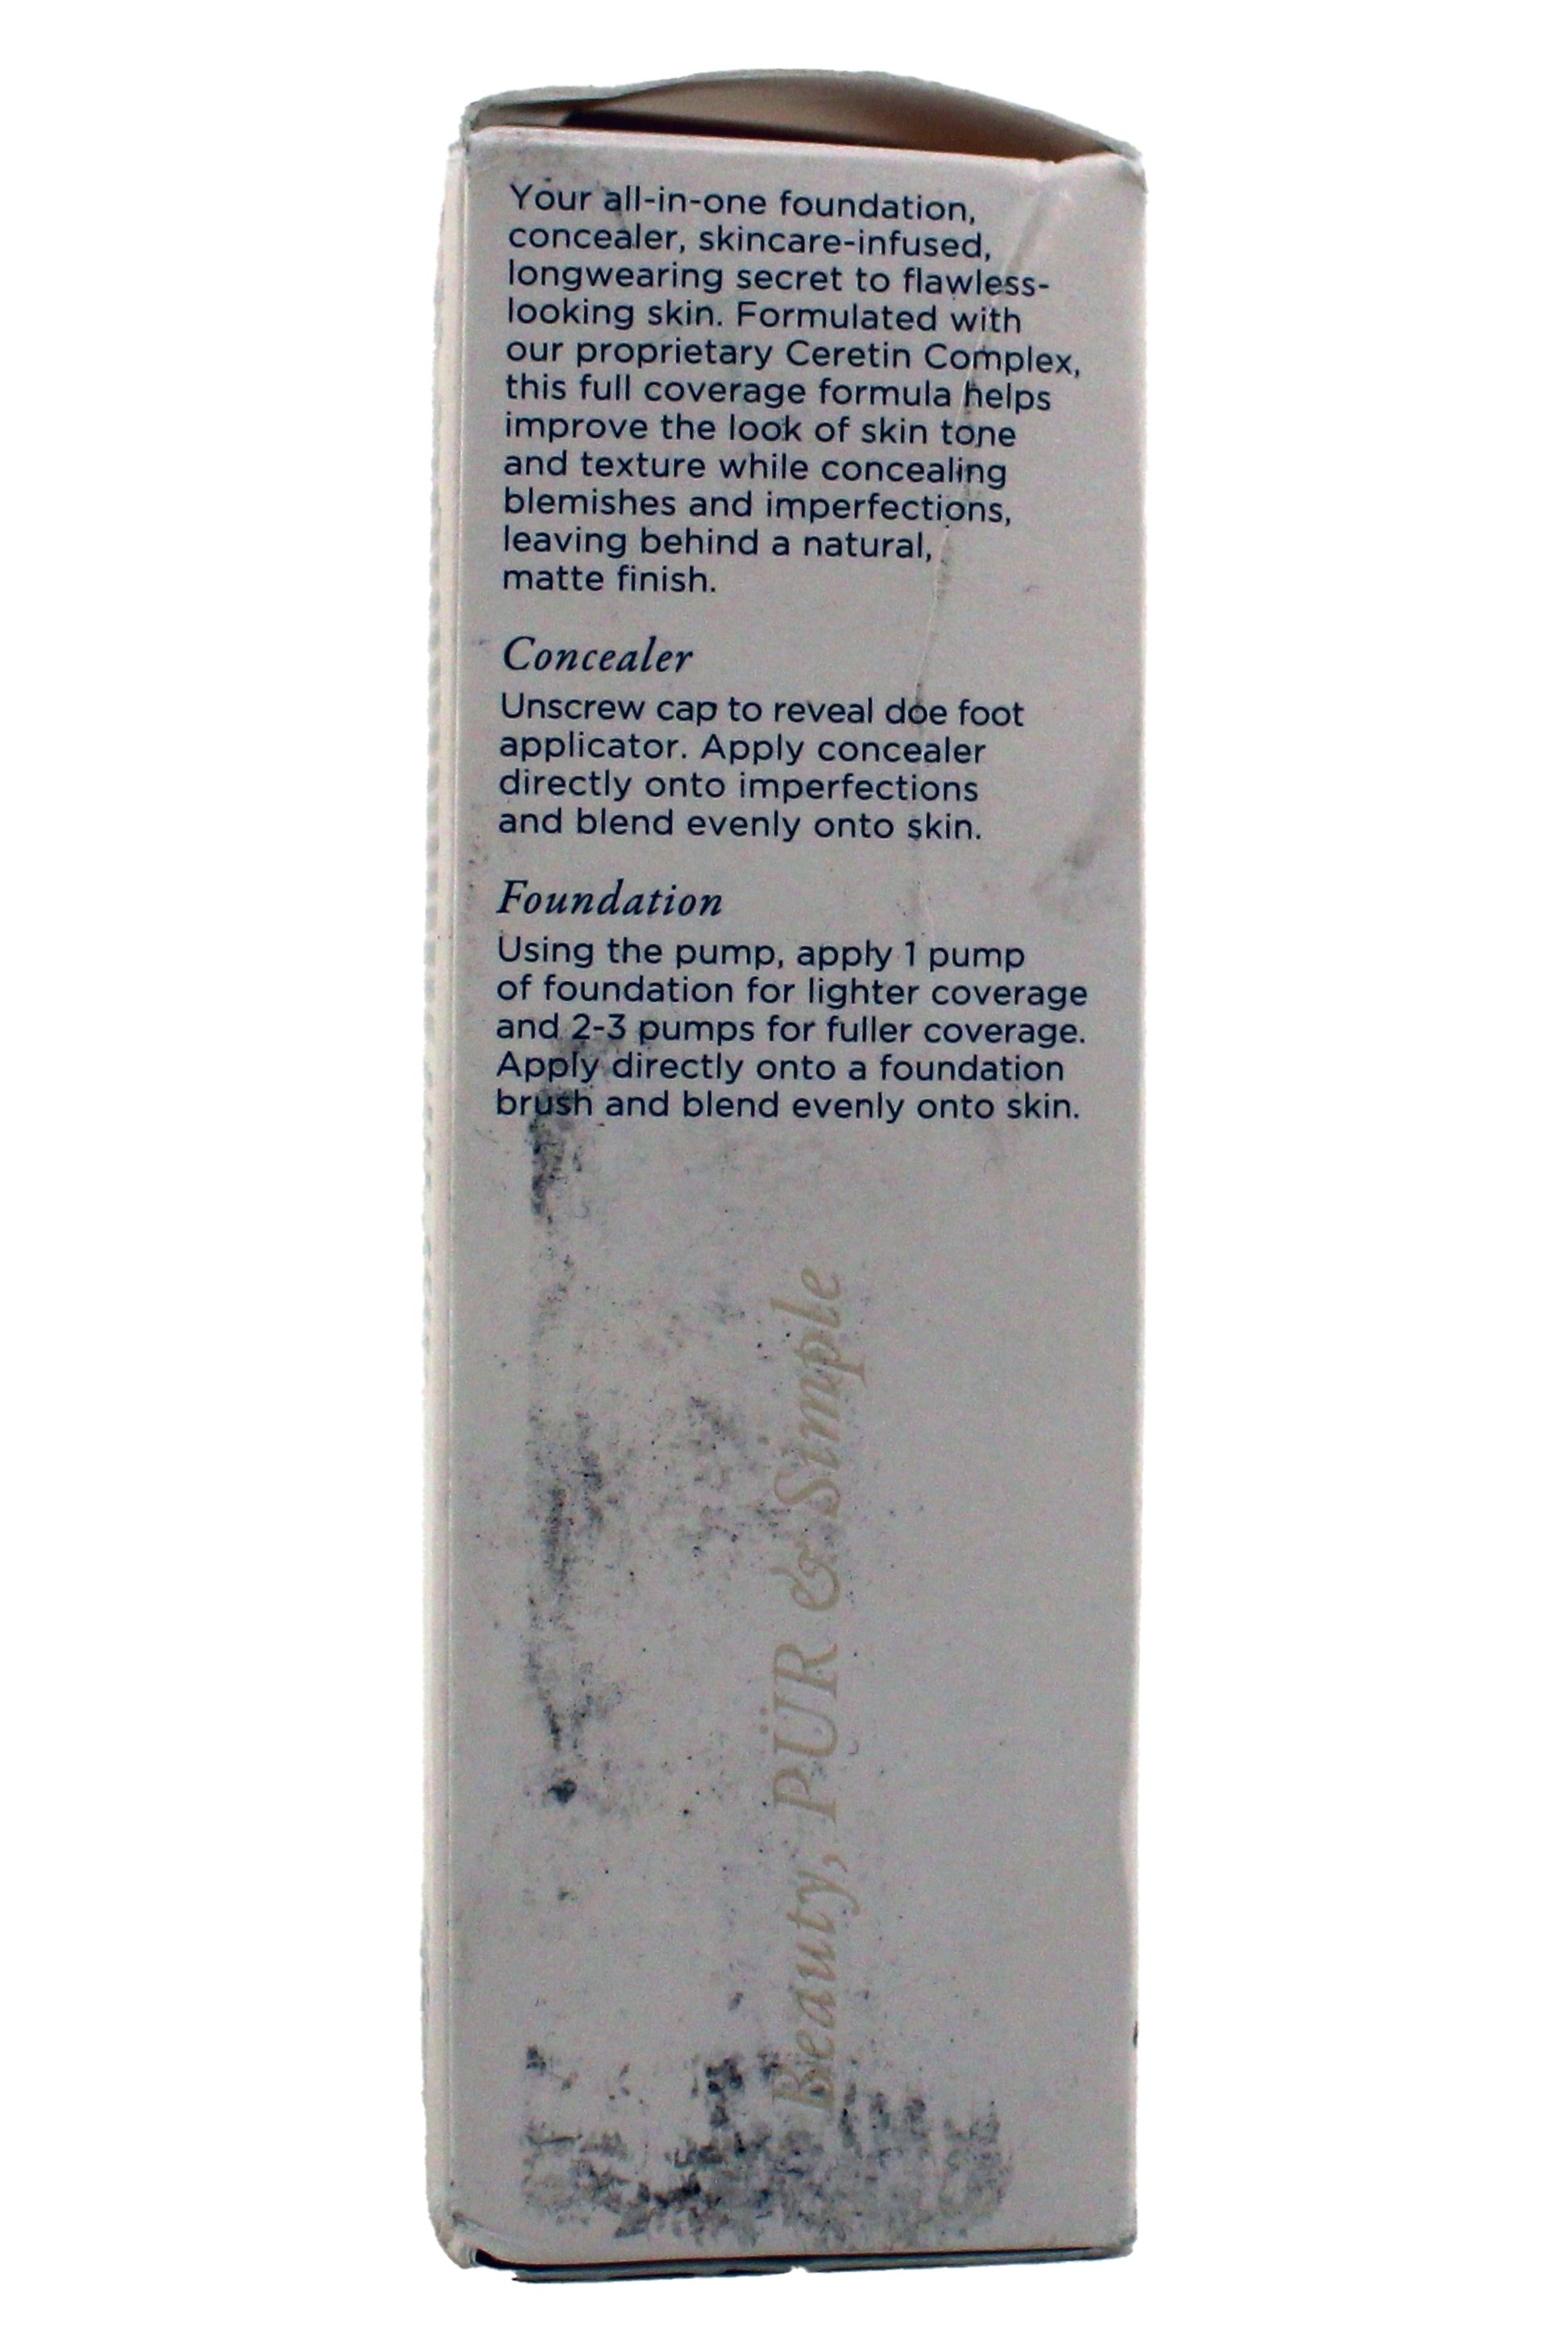 Your all-in-one foundation,
concealer, skincare-infused,
longwearing secret to flawless-
looking skin. Formulated with
our proprietary Ceretin Complex,
this full coverage formula helps
improve the look of skin tone
and texture while concealing
blemishes and imperfections,
leaving behind a natural,
matte finish.
Concealer
Unscrew cap to reveal doe foot
applicator. Apply concealer
directly onto imperfections
and blend evenly onto skin.
Foundation
Using the pump, apply 1 pump
of foundation for lighter coverage
and 2-3 pumps for fuller coverage.
Apply directly onto a foundation
brush and blend evenly onto skin.
Beauty, PÜR & Simple